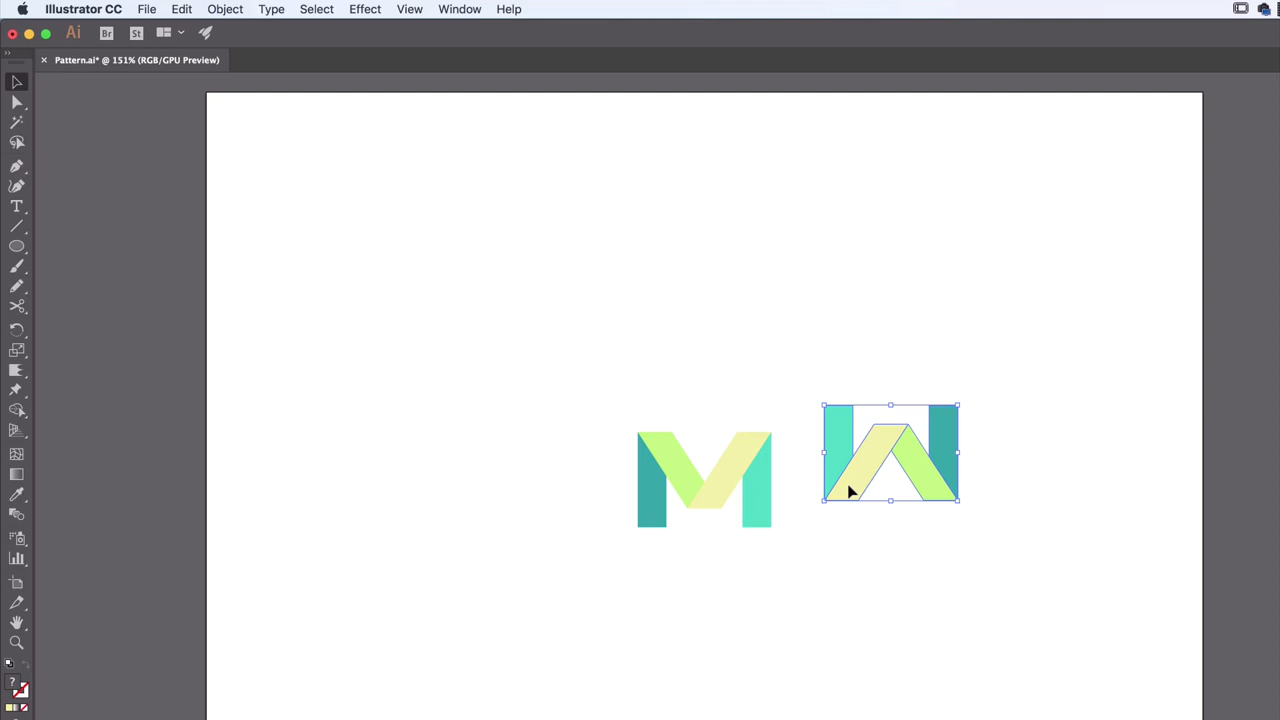 Illustrator CC File Edit Object Type Select Effect View Window Help
Ai Br St
× Pattern.ai* @ 151% (RGB/GPU Preview)
T
?
M